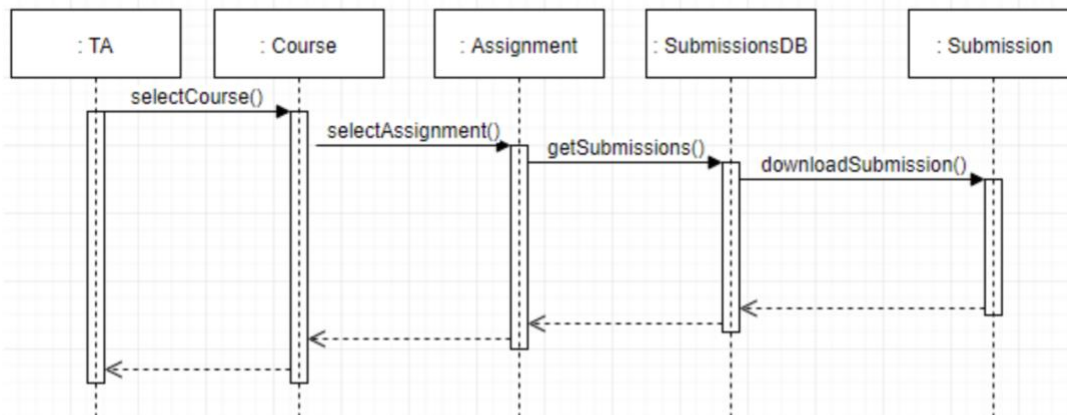 : TA
: Course
: Assignment
: SubmissionsDB
: Submission
selectCourse()
selectAssignment()
getSubmissions()
downloadSubmission()